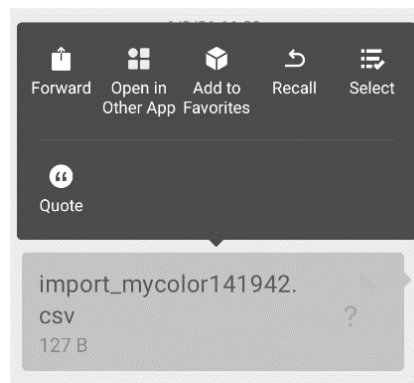 Forward Open in Add to Recall Select
Other App Favorites
Quote
import_mycolor141942.
csv
127 B
?